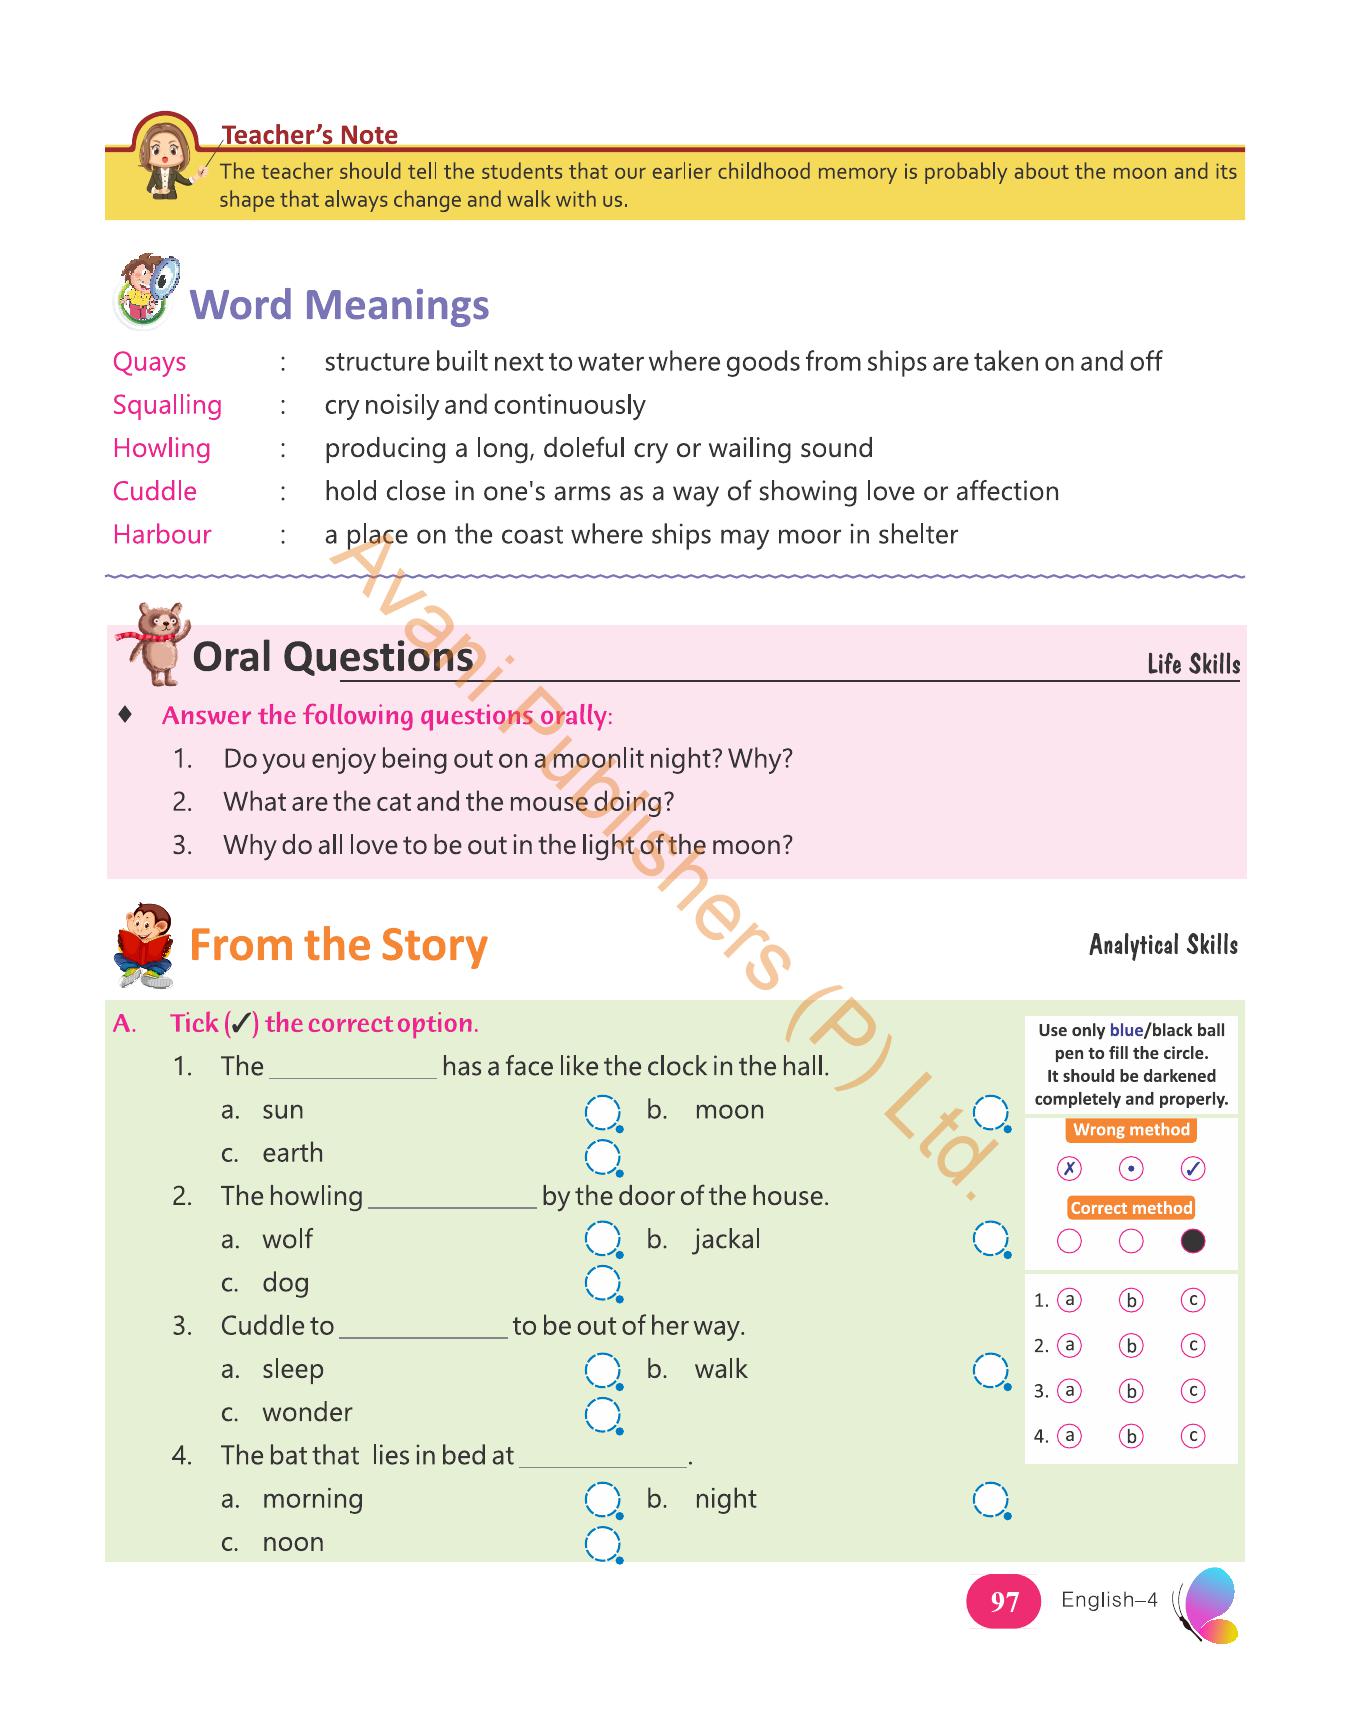 Teacher's Note
The teacher should tell the students that our earlier childhood memory is probably about the moon and its
shape that always change and walk with us.
Word Meanings
Quays : structure built next to water where goods from ships are taken on and off
Squalling : cry noisily and continuously
Howling : producing a long, doleful cry or wailing sound
Cuddle : hold close in one's arms as a way of showing love or affection
Harbour : a place on the coast where ships may moor in shelter
Oral Questions Life Skills
♦ Answer the following questions orally:
1. Do you enjoy being out on a moonlit night? Why?
2. What are the cat and the mouse doing?
3. Why do all love to be out in the light of the moon?
From the Story Analytical Skills
A. Tick (✓) the correct option.
1. The ____________ has a face like the clock in the hall.
a. sun b. moon
c. earth
2. The howling ____________ by the door of the house.
a. wolf b. jackal
c. dog
3. Cuddle to ____________ to be out of her way.
a. sleep b. walk
c. wonder
4. The bat that lies in bed at ____________.
a. morning b. night
c. noon
Use only blue/black ball
pen to fill the circle.
It should be darkened
completely and properly.
Wrong method
✗ • ✓
Correct method
1. a b c
2. a b c
3. a b c
4. a b c
97 English–4
Avani Publishers (P) Ltd.